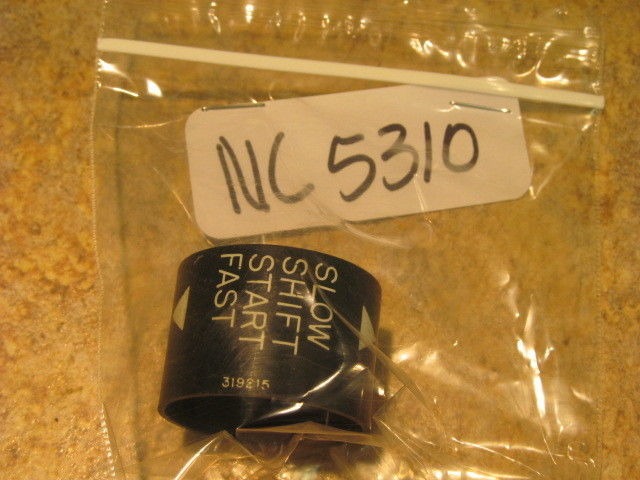 NC 5310
SLOW
SHIFT
START
FAST
319215